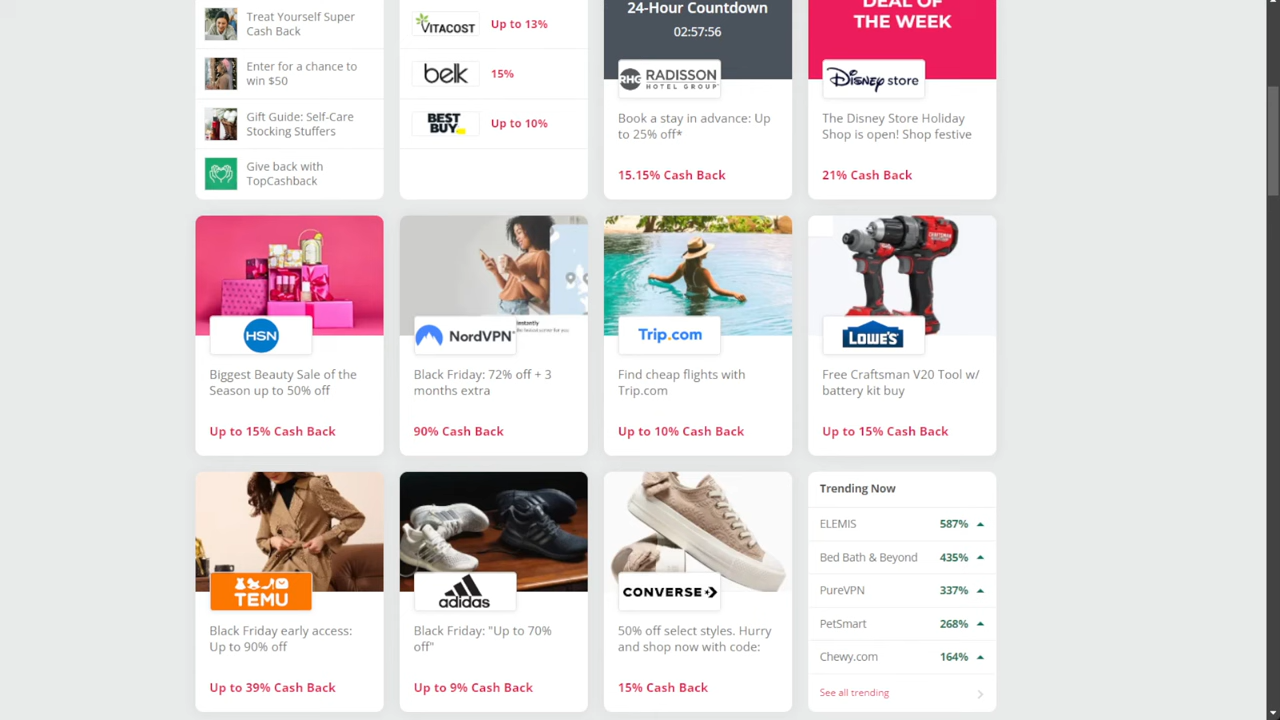 Treat Yourself Super
Cash Back
Enter for a chance to
win $50
Gift Guide: Self-Care
Stocking Stuffers
Give back with
TopCashback
VITACOST
Up to 13%
belk
15%
BEST
BUY
Up to 10%
24-Hour Countdown
02:57:56
RHG RADISSON
HOTEL GROUP
Book a stay in advance: Up
to 25% off*
15.15% Cash Back
DEAL OF
THE WEEK
Disney store
The Disney Store Holiday
Shop is open! Shop festive
21% Cash Back
HSN
Biggest Beauty Sale of the
Season up to 50% off
Up to 15% Cash Back
NordVPN
Black Friday: 72% off + 3
months extra
90% Cash Back
Trip.com
Find cheap flights with
Trip.com
Up to 10% Cash Back
CRAFTSMAN
LOWE'S
Free Craftsman V20 Tool w/
battery kit buy
Up to 15% Cash Back
TEMU
Black Friday early access:
Up to 90% off
Up to 39% Cash Back
adidas
Black Friday: "Up to 70%
off"
Up to 9% Cash Back
CONVERSE
50% off select styles. Hurry
and shop now with code:
15% Cash Back
Trending Now
ELEMIS 587%
Bed Bath & Beyond 435%
PureVPN 337%
PetSmart 268%
Chewy.com 164%
See all trending